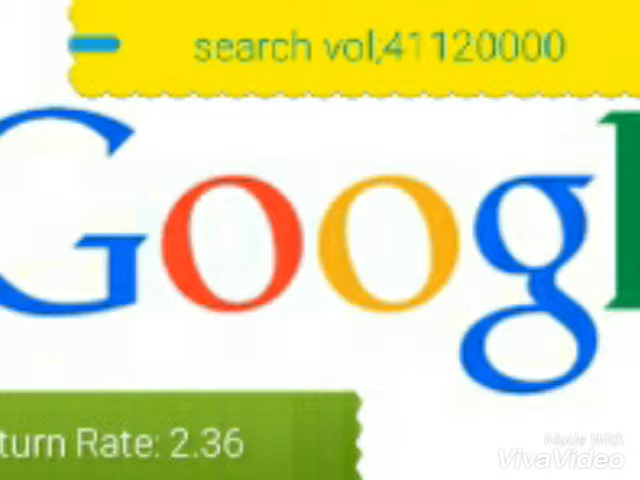 search vol;41120000
Googl
turn Rate: 2.36
Made With
VivaVideo